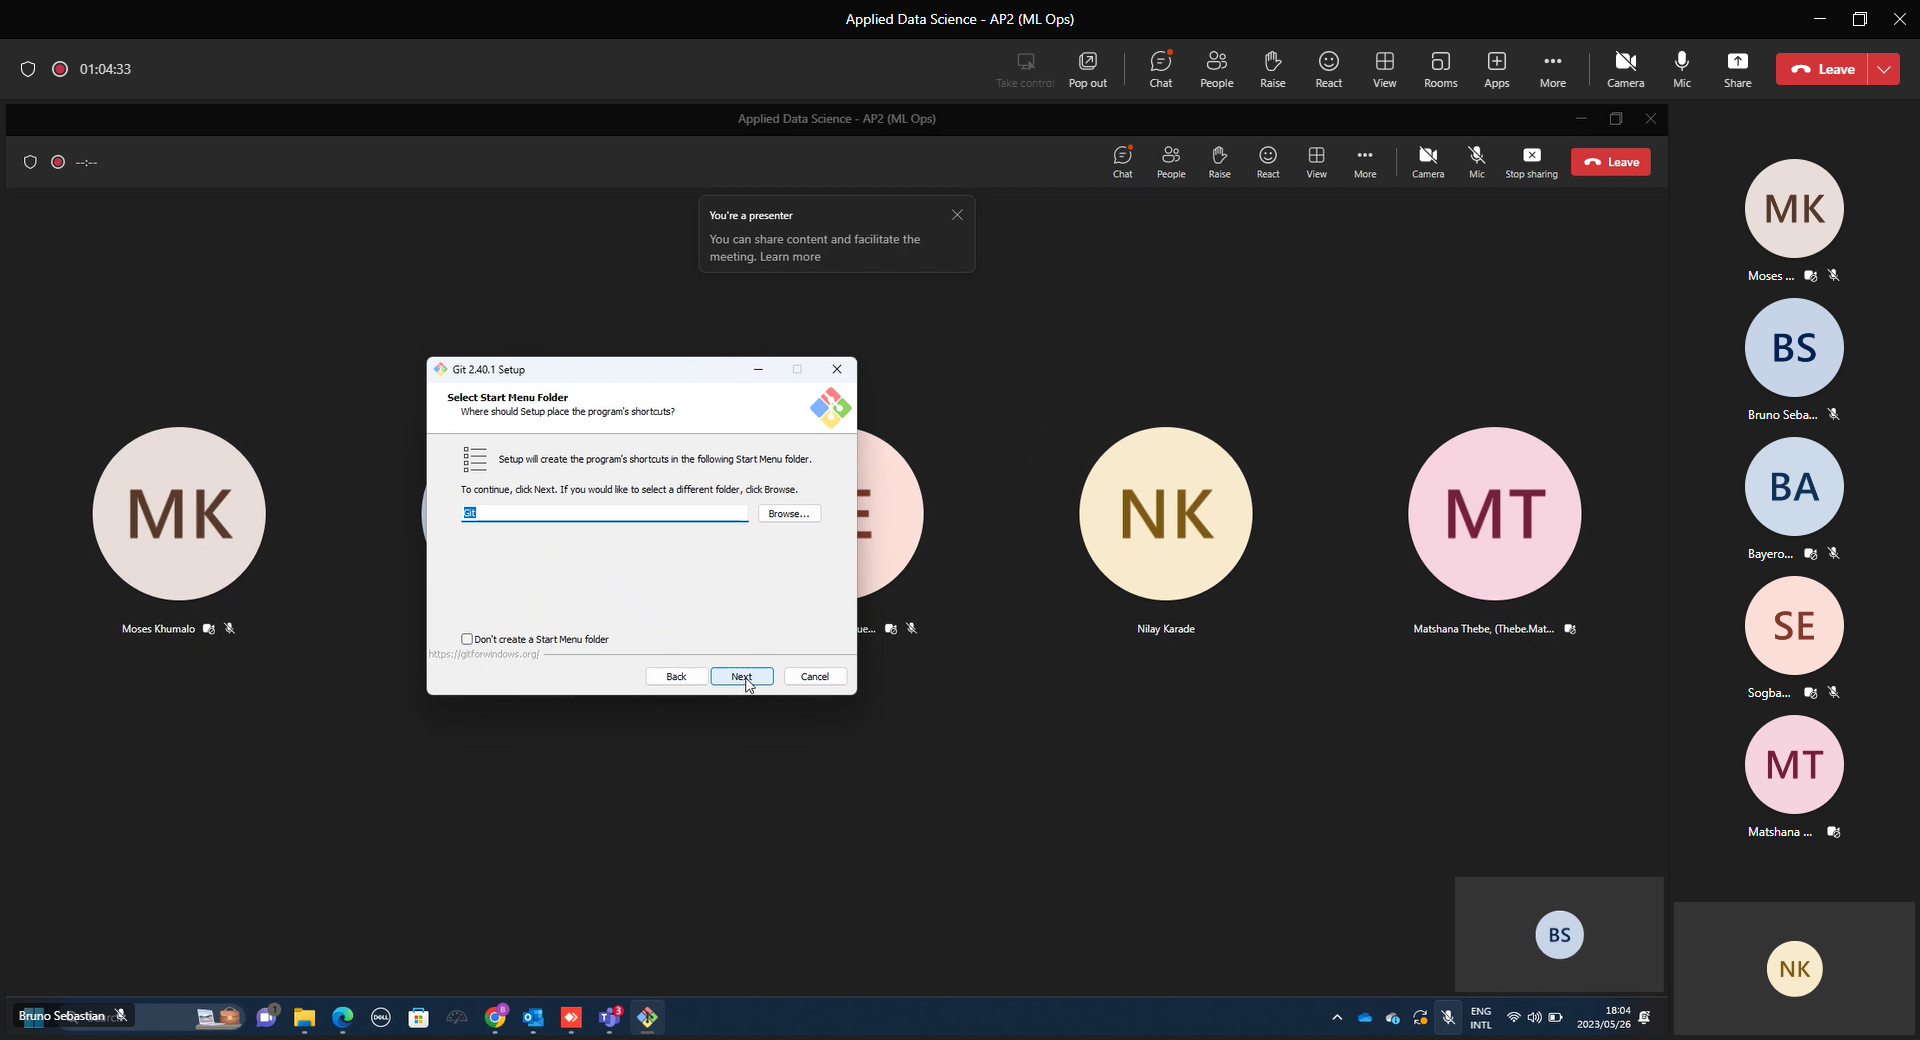 Applied Data Science - AP2 (ML Ops)
01:04:33
Take control
Pop out
Chat
People
Raise
React
View
Rooms
Apps
More
Camera
Mic
Share
Leave
Applied Data Science - AP2 (ML Ops)
--:--
Chat
People
Raise
React
View
More
Camera
Mic
Stop sharing
Leave
You're a presenter
You can share content and facilitate the
meeting. Learn more
Git 2.40.1 Setup
Select Start Menu Folder
Where should Setup place the program's shortcuts?
Setup will create the program's shortcuts in the following Start Menu folder.
To continue, click Next. If you would like to select a different folder, click Browse.
Git
Browse...
Don't create a Start Menu folder
https://gitforwindows.org/
Back
Next
Cancel
MK
Moses Khumalo
E
ue...
NK
Nilay Karade
MT
Matshana Thebe, (Thebe.Mat...
MK
Moses ...
BS
Bruno Seba...
BA
Bayero...
SE
Sogba...
MT
Matshana ...
BS
NK
Bruno Sebastian
1
DELL
3
ENG
INTL
18:04
2023/05/26